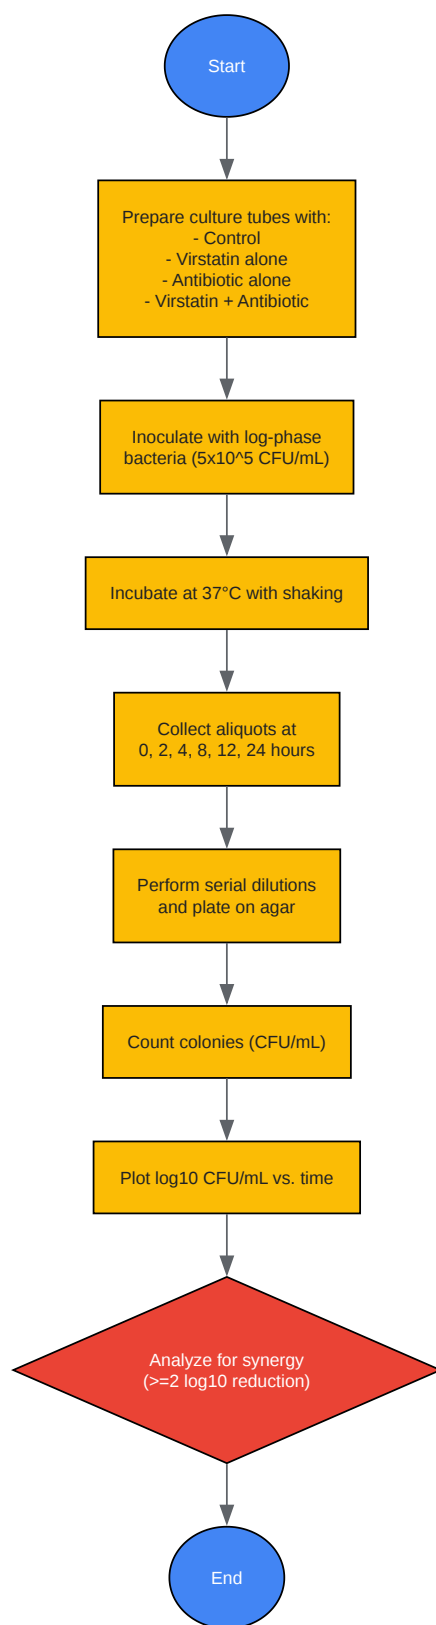 Start
Prepare culture tubes with:
- Control
- Virstatin alone
- Antibiotic alone
- Virstatin + Antibiotic
Inoculate with log-phase
bacteria (5x10^5 CFU/mL)
Incubate at 37°C with shaking
Collect aliquots at
0, 2, 4, 8, 12, 24 hours
Perform serial dilutions
and plate on agar
Count colonies (CFU/mL)
Plot log10 CFU/mL vs. time
Analyze for synergy
(>=2 log10 reduction)
End